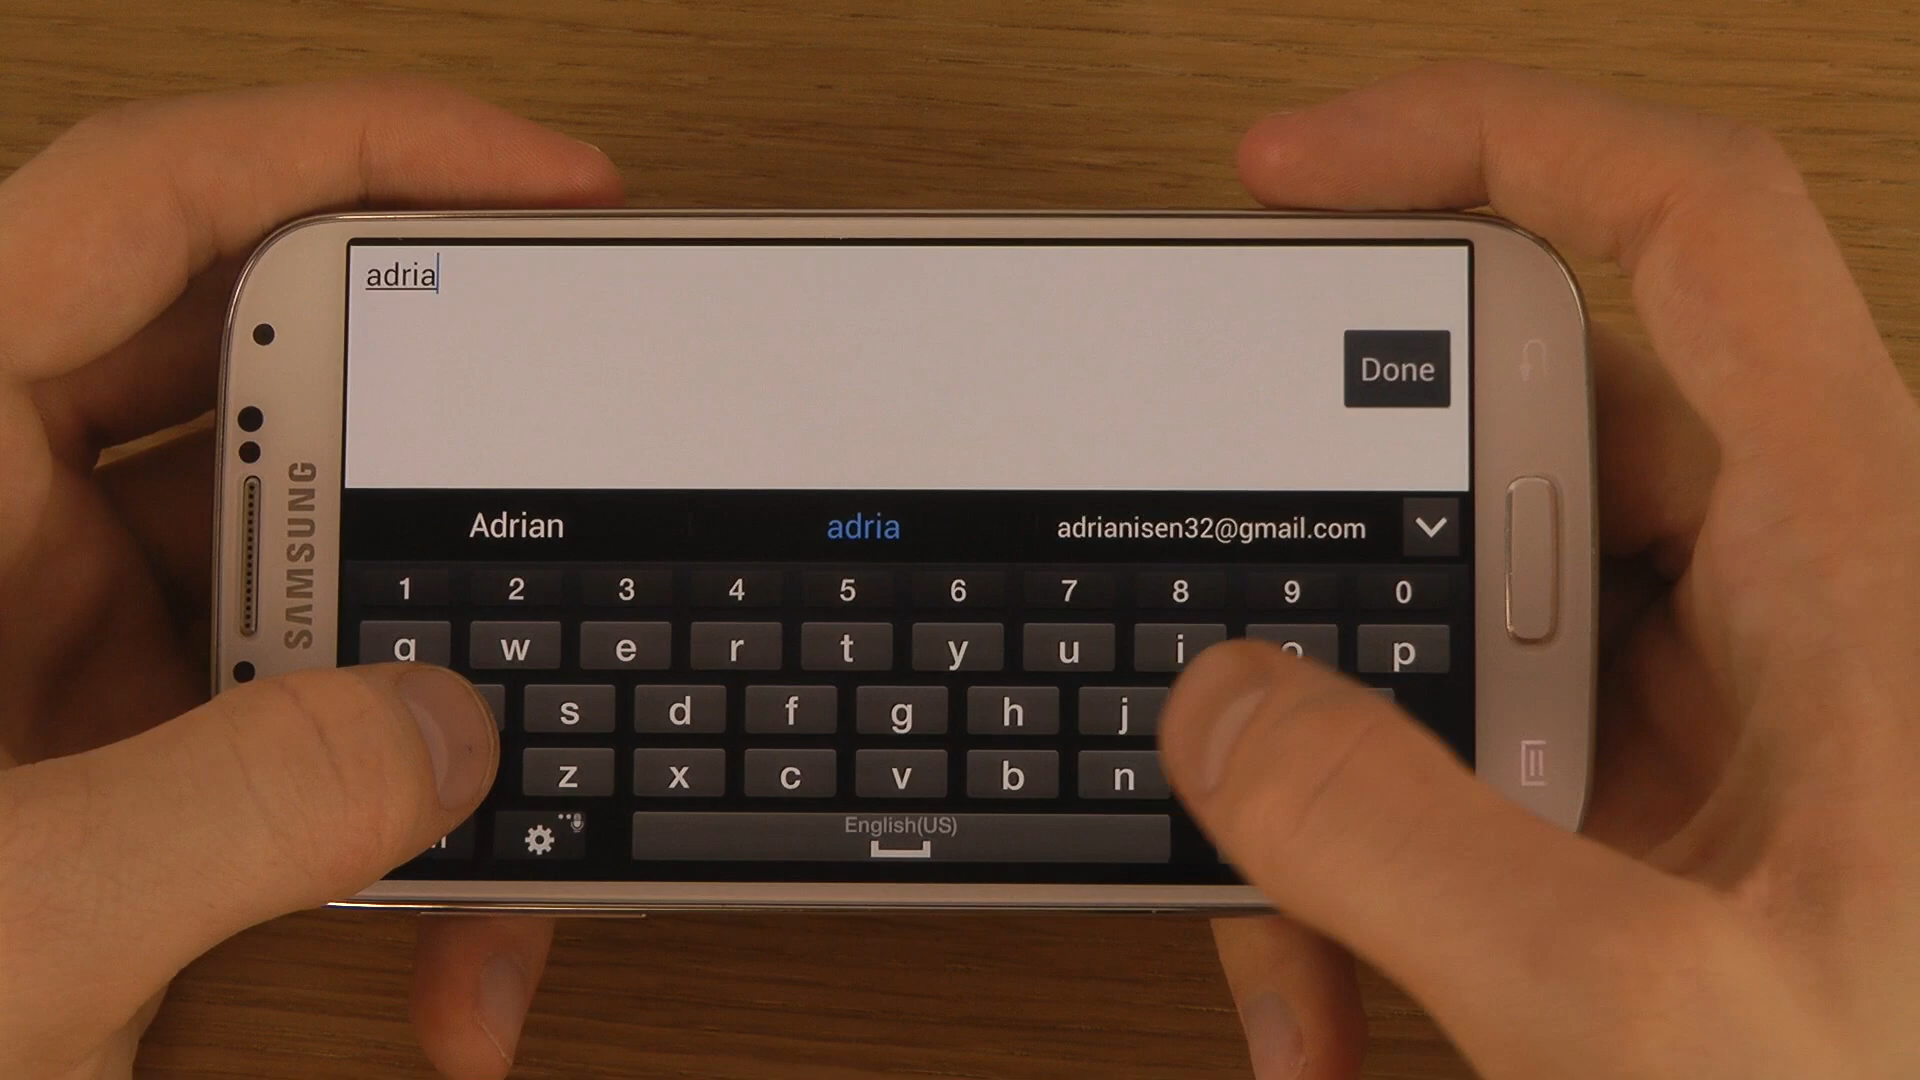 adria
Done
Adrian adria adrianisen32@gmail.com
1 2 3 4 5 6 7 8 9 0
q w e r t y u i o p
s d f g h j
z x c v b n
English(US)
SAMSUNG